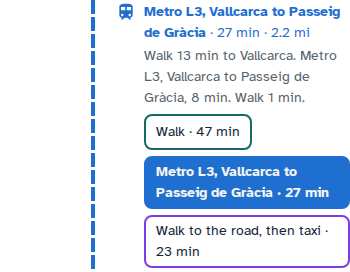 Metro L3, Vallcarca to Passeig
de Gràcia · 27 min · 2.2 mi
Walk 13 min to Vallcarca. Metro
L3, Vallcarca to Passeig de
Gràcia, 8 min. Walk 1 min.
Walk · 47 min
Metro L3, Vallcarca to
Passeig de Gràcia · 27 min
Walk to the road, then taxi ·
23 min